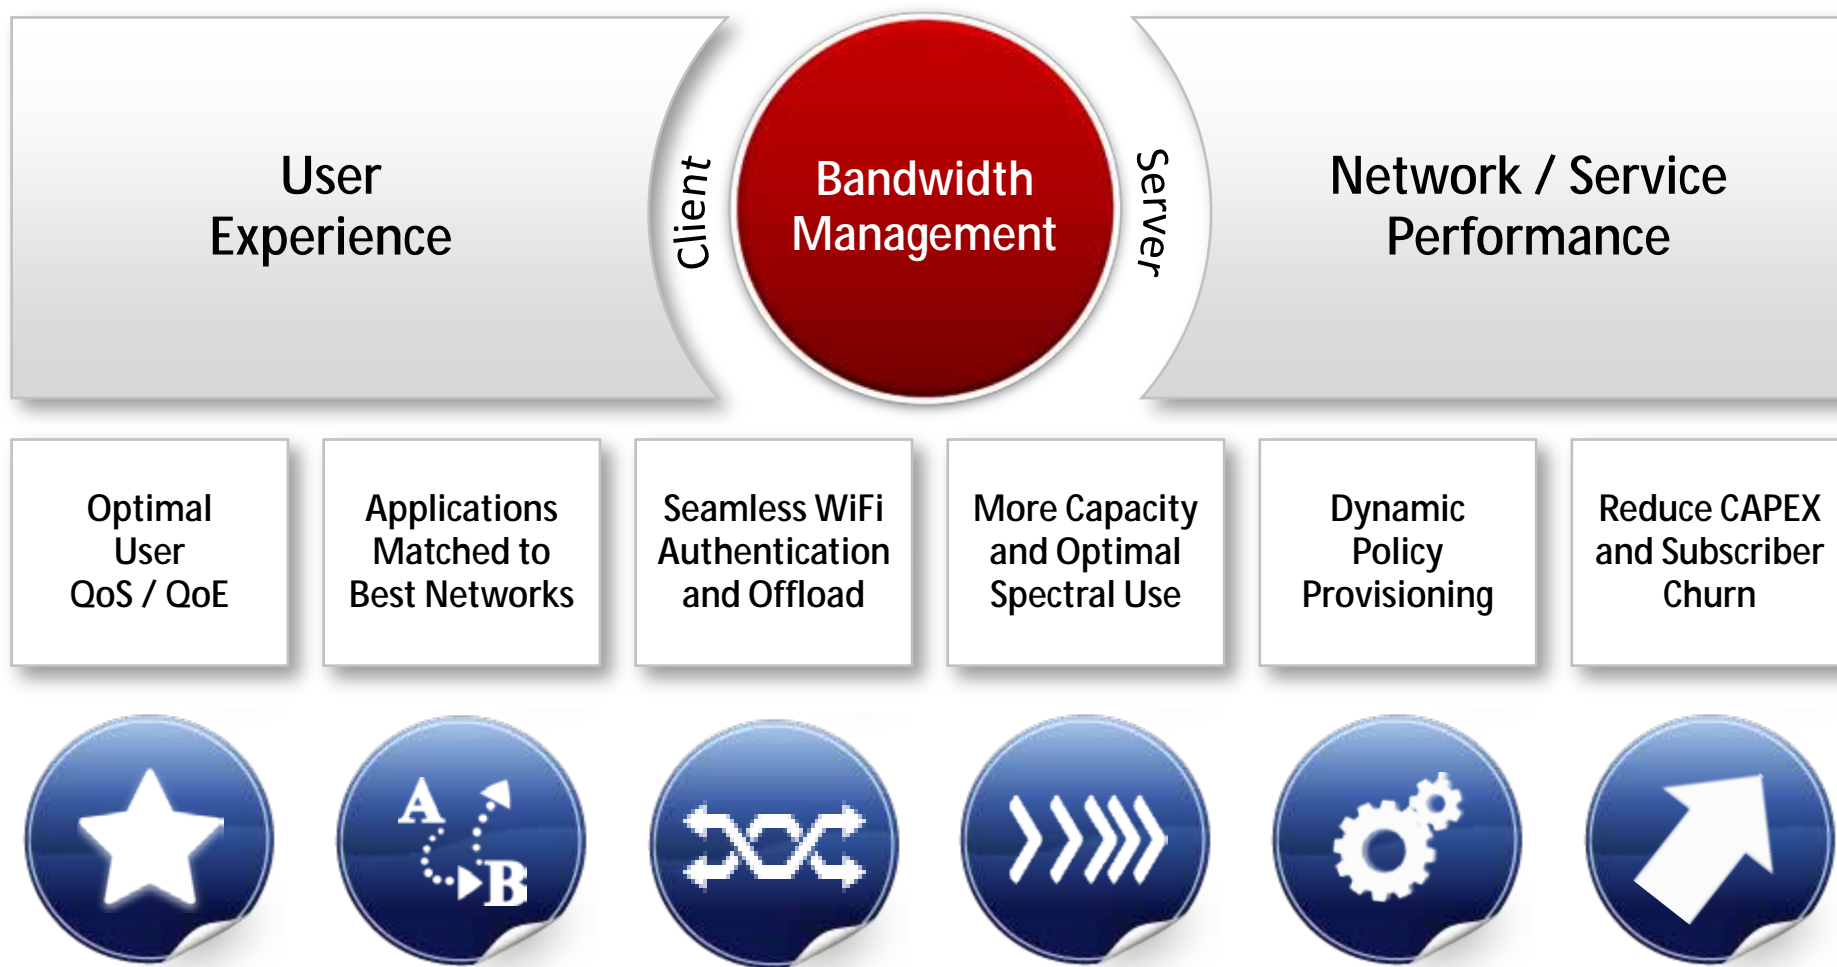 User
Experience
Client
Bandwidth
Management
Server
Network / Service
Performance
Optimal
User
QoS / QoE
Applications
Matched to
Best Networks
Seamless WiFi
Authentication
and Offload
More Capacity
and Optimal
Spectral Use
Dynamic
Policy
Provisioning
Reduce CAPEX
and Subscriber
Churn
A
B